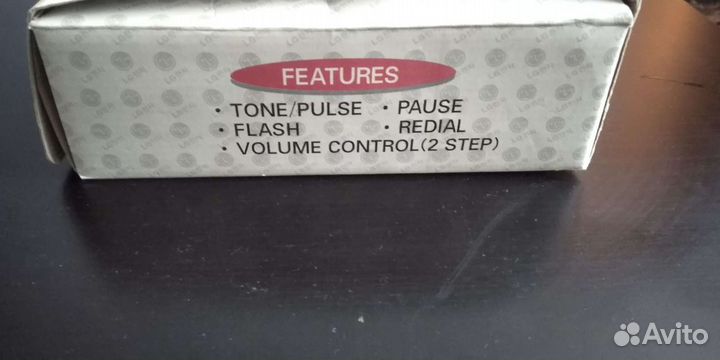 FEATURES
· TONE/PULSE · PAUSE
· FLASH · REDIAL
· VOLUME CONTROL(2 STEP)
Avito